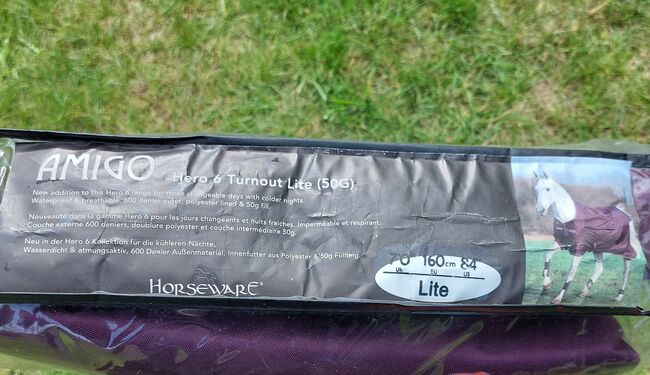 AMIGO Hero 6 Turnout Lite (50G)
New addition to this Hero 6 range for those changeable days with colder nights.
Waterproof & breathable, 600 denier outer, polyester lined & 50g fill.
Nouveauté dans la gamme Hero 6 pour les jours changeants et nuits fraîches. Imperméable et respirant.
Couche externe 600 deniers, doublure polyester et couche intermédiaire 50g.
Neu in der Hero 6 Kollektion für die kühleren Nächte.
Wasserdicht & atmungsaktiv, 600 Denier Außenmaterial, Innenfutter aus Polyester & 50g Füllung.
HORSEWARE®
160cm 84"
UK EU US
Lite